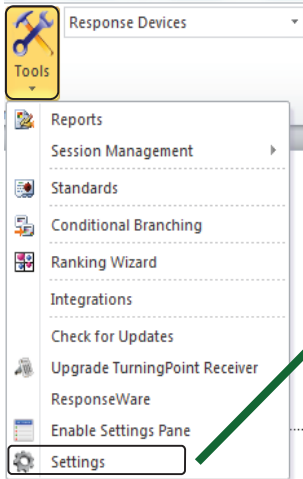 Response Devices
Tools
Reports
Session Management
Standards
Conditional Branching
Ranking Wizard
Integrations
Check for Updates
Upgrade TurningPoint Receiver
ResponseWare
Enable Settings Pane
Settings